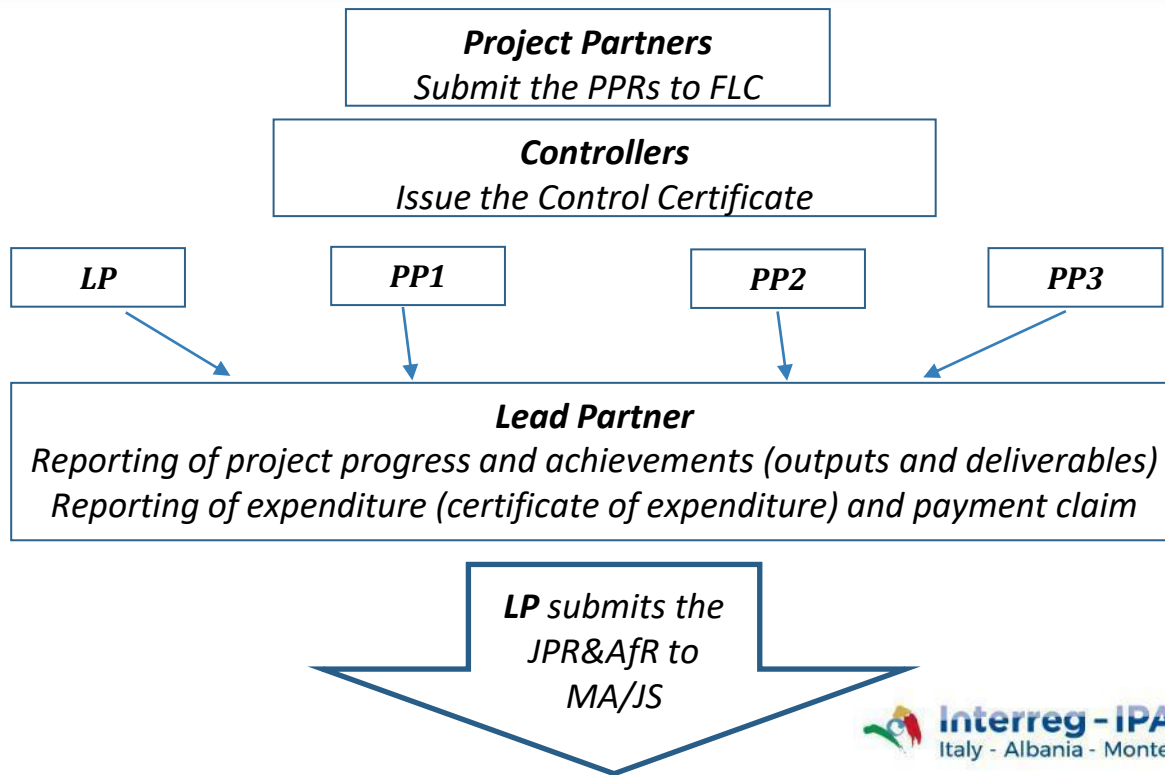 Project Partners
Submit the PPRs to FLC
Controllers
Issue the Control Certificate
LP PP1 PP2 PP3
Lead Partner
Reporting of project progress and achievements (outputs and deliverables)
Reporting of expenditure (certificate of expenditure) and payment claim
LP submits the
JPR&AfR to
MA/JS
Interreg - IPA
Italy - Albania - Monte